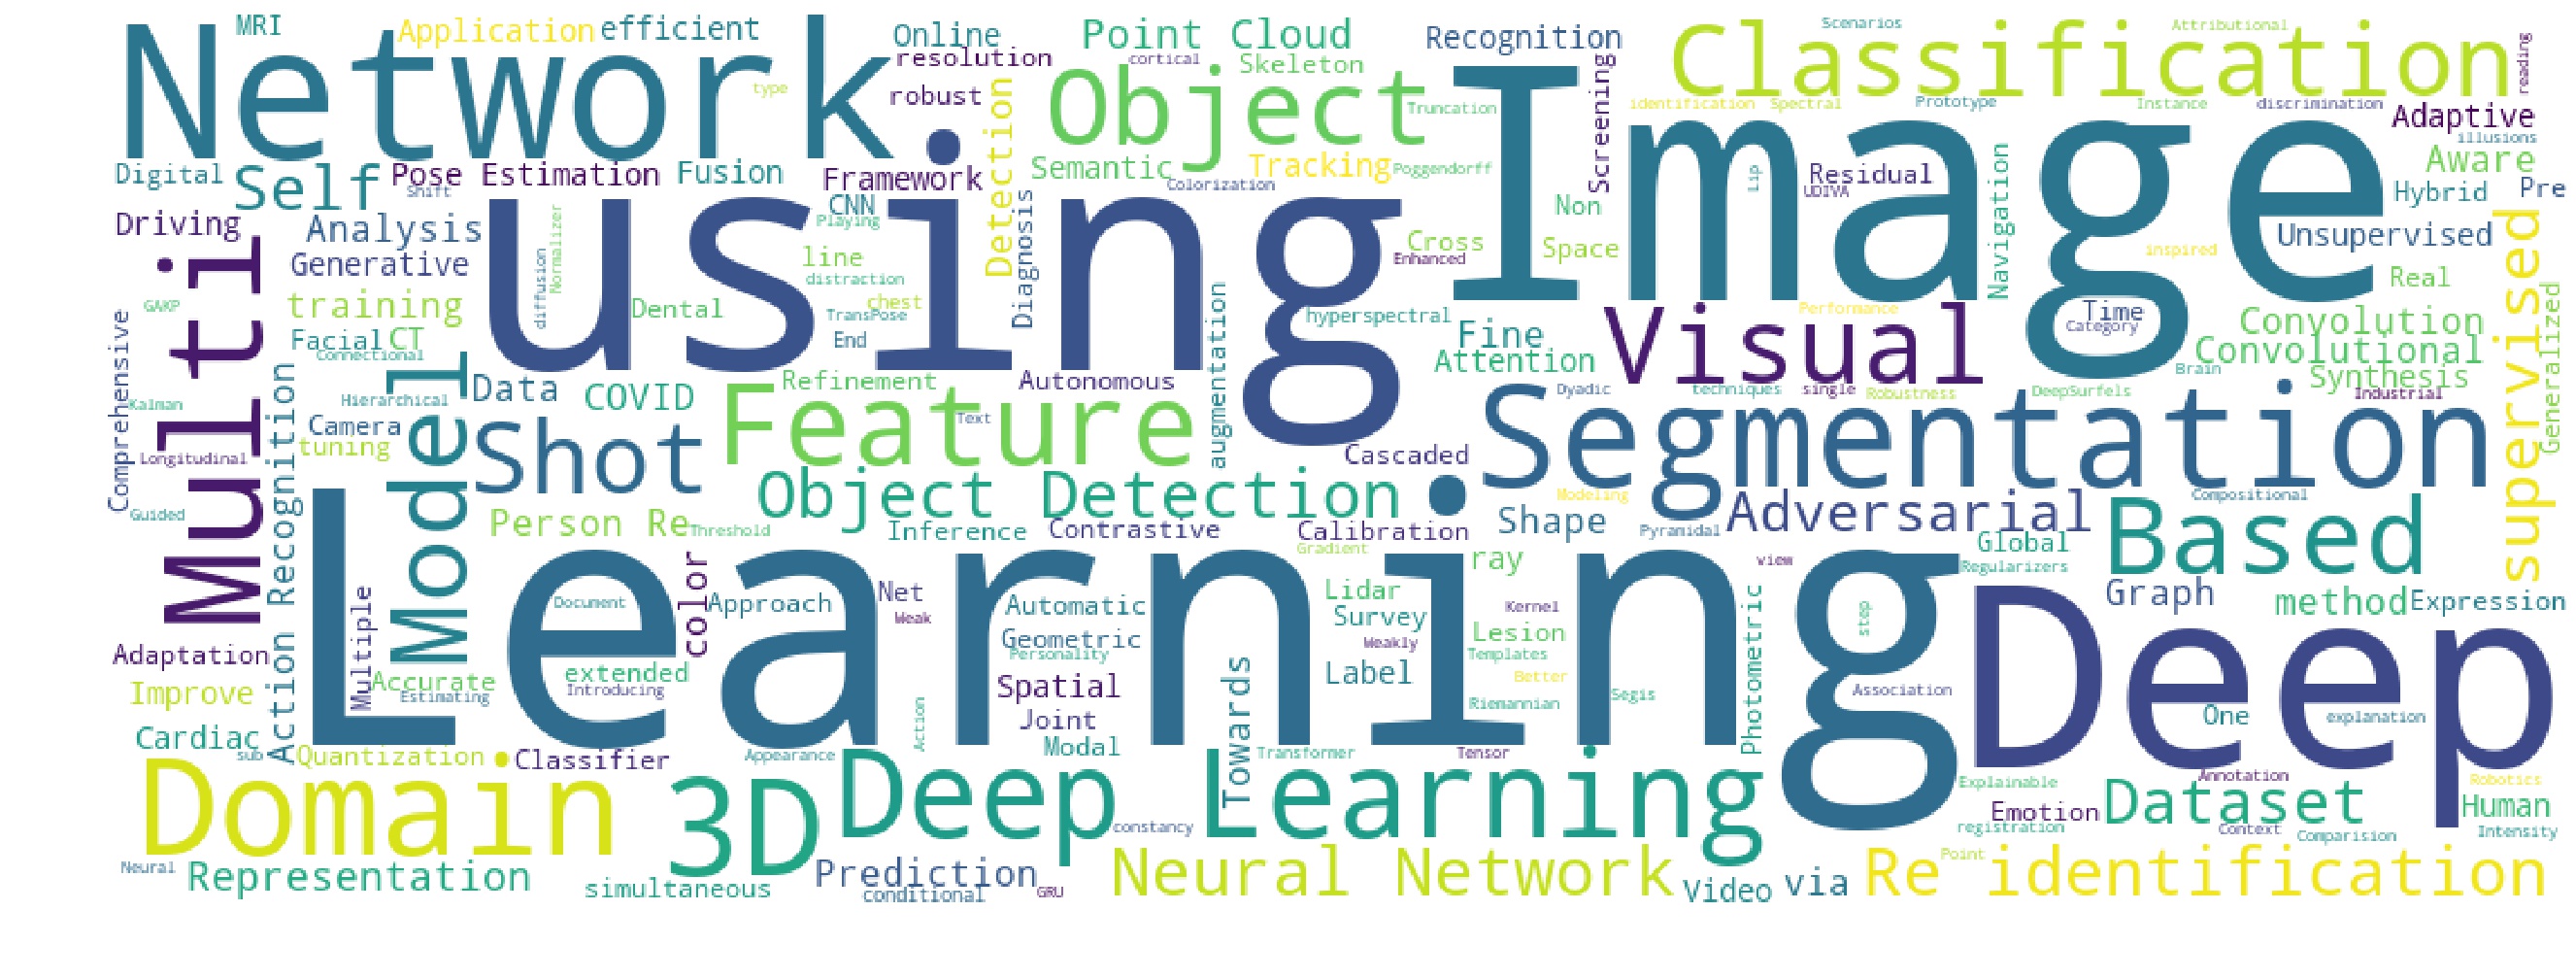 Network
MRI
Application
efficient
Online
Point Cloud
Recognition
Classification
Scenarios
Attributional
reading
resolution
cortical
Skeleton
type
robust
Detection
Object
Truncation
Screening
Image
identification
Spectral
Prototype
Instance
discrimination
Adaptive
illusions
Digital
Self
Pose Estimation
Shift
Fusion
Framework
Semantic
Colorization
Tracking
Poggendorff
Lip
Residual
UDIVA
Navigation
Aware
Hybrid
Pre
Driving
Multi
Analysis
Generative
using
CNN
Playing
line
distraction
Diagnosis
Non
Space
Cross
Enhanced
inspired
Unsupervised
supervised
Real
GAKP
training
diffusion
Normalizer
Dental
chest
TransPose
End
augmentation
hyperspectral
Fine
Attention
Visual
Performance
Time
Category
Convolution
Convolutional
Synthesis
Generalized
Comprehensive
Facial
CT
Connectional
Model
Data
COVID
Refinement
Autonomous
Dyadic
techniques
single
Robustness
DeepSurfels
Brain
Industrial
Kalman
Hierarchical
Camera
tuning
Shot
Feature
Text
Cascaded
Segmentation
Longitudinal
Guided
Action Recognition
Object Detection
Modeling
Compositional
Person Re
Threshold
Inference
Contrastive
Calibration
Gradient
Shape
Pyramidal
Adversarial
Based
Learning
color
ray
view
Global
Regularizers
Graph
method
Expression
Multiple
Document
Approach
Net
Weak
Automatic
Geometric
Personality
Lidar
Survey
Weakly
Kernel
Lesion
Templates
Photometric
step
Deep
Adaptation
Improve
Accurate
Estimating
extended
Introducing
Spatial
Joint
Modal
Action
Towards
Label
Better
Riemannian
Segis
Association
One
explanation
Cardiac
sub
Quantization
Classifier
Appearance
Transformer
Tensor
Explainable
Annotation
Robotics
Domain
3D
Deep Learning
constancy
registration
Emotion
Dataset
Context
Comparision
Human
Intensity
Neural
Representation
simultaneous
Prediction
conditional
GRU
Neural Network
Video
via
Re identification
Point